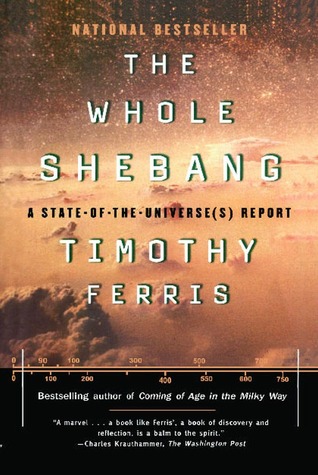 NATIONAL BESTSELLER
THE
WHOLE
SHEBANG
A STATE-OF-THE-UNIVERSE(S) REPORT
TIMOTHY
FERRIS
0 50 100 300 500 700
0 100 200 400 550 600 750
Bestselling author of Coming of Age in the Milky Way
"A marvel . . . a book like Ferris', a book of discovery and
reflection, is a balm to the spirit."
—Charles Krauthammer, The Washington Post